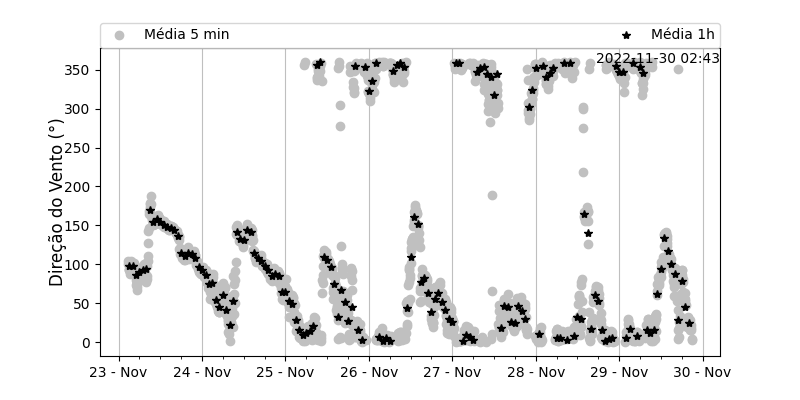 Média 5 min
Média 1h
2022-11-30 02:43
Direção do Vento (°)
350
300
250
200
150
100
50
0
23 - Nov
24 - Nov
25 - Nov
26 - Nov
27 - Nov
28 - Nov
29 - Nov
30 - Nov